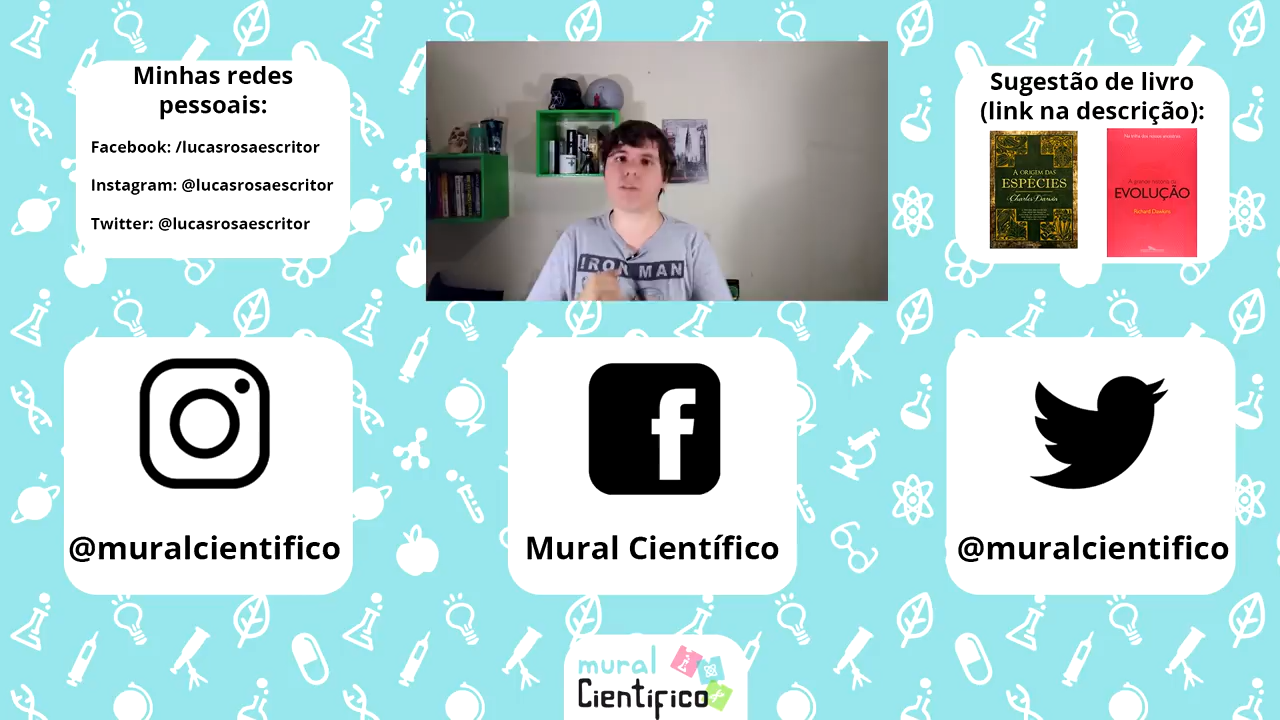 Minhas redes
pessoais:
Facebook: /lucasrosaescritor
Instagram: @lucasrosaescritor
Twitter: @lucasrosaescritor
IRON MAN
Sugestão de livro
(link na descrição):
A ORIGEM DAS
ESPÉCIES
Charles Darwin
A grande história da
EVOLUÇÃO
Richard Dawkins
@muralcientifico
Mural Científico
@muralcientifico
mural
Científico